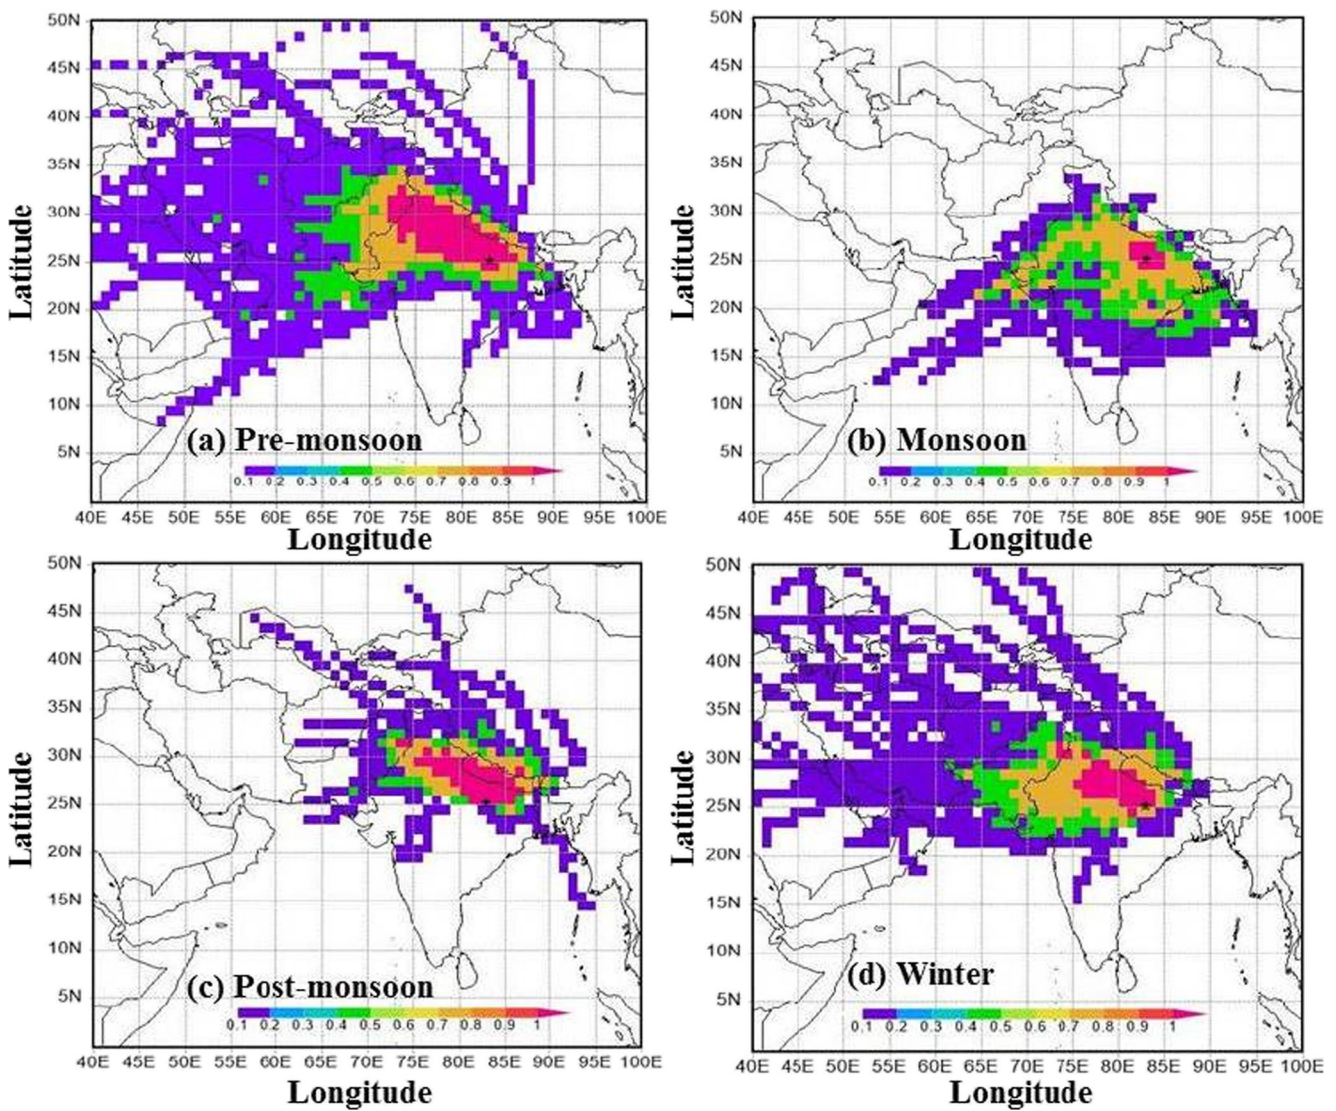 50N
45N
40N
35N
30N
25N
20N
15N
10N
5N
Latitude
(a) Pre-monsoon
0.1 0.2 0.3 0.4 0.5 0.6 0.7 0.8 0.9 1
40E 45E 50E 55E 60E 65E 70E 75E 80E 85E 90E 95E 100E
Longitude
50N
45N
40N
35N
30N
25N
20N
15N
10N
5N
Latitude
(b) Monsoon
0.1 0.2 0.3 0.4 0.5 0.6 0.7 0.8 0.9 1
40E 45E 50E 55E 60E 65E 70E 75E 80E 85E 90E 95E 100E
Longitude
50N
45N
40N
35N
30N
25N
20N
15N
10N
5N
Latitude
(c) Post-monsoon
0.1 0.2 0.3 0.4 0.5 0.6 0.7 0.8 0.9 1
40E 45E 50E 55E 60E 65E 70E 75E 80E 85E 90E 95E 100E
Longitude
50N
45N
40N
35N
30N
25N
20N
15N
10N
5N
Latitude
(d) Winter
0.1 0.2 0.3 0.4 0.5 0.6 0.7 0.8 0.9 1
40E 45E 50E 55E 60E 65E 70E 75E 80E 85E 90E 95E 100E
Longitude